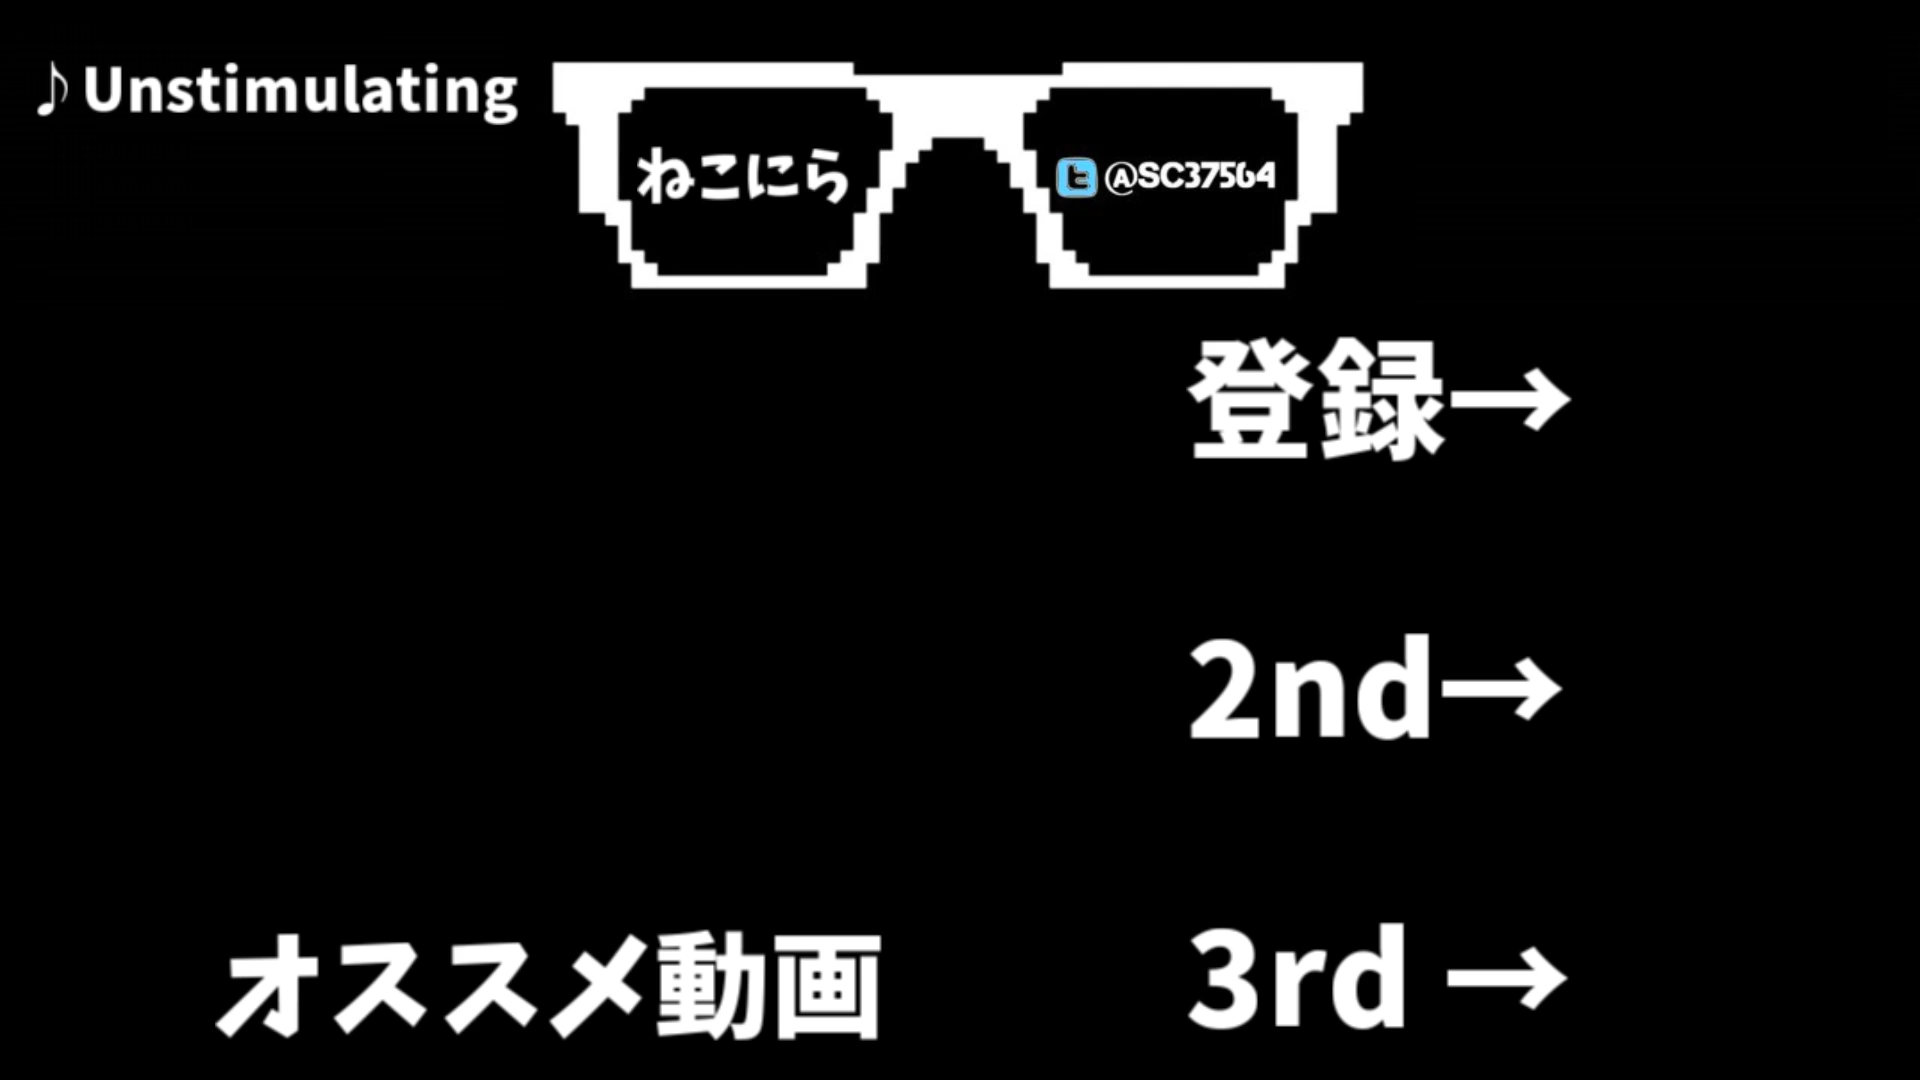 ♪Unstimulating
ねこにら
@SC37564
登録→
2nd→
オススメ動画
3rd→